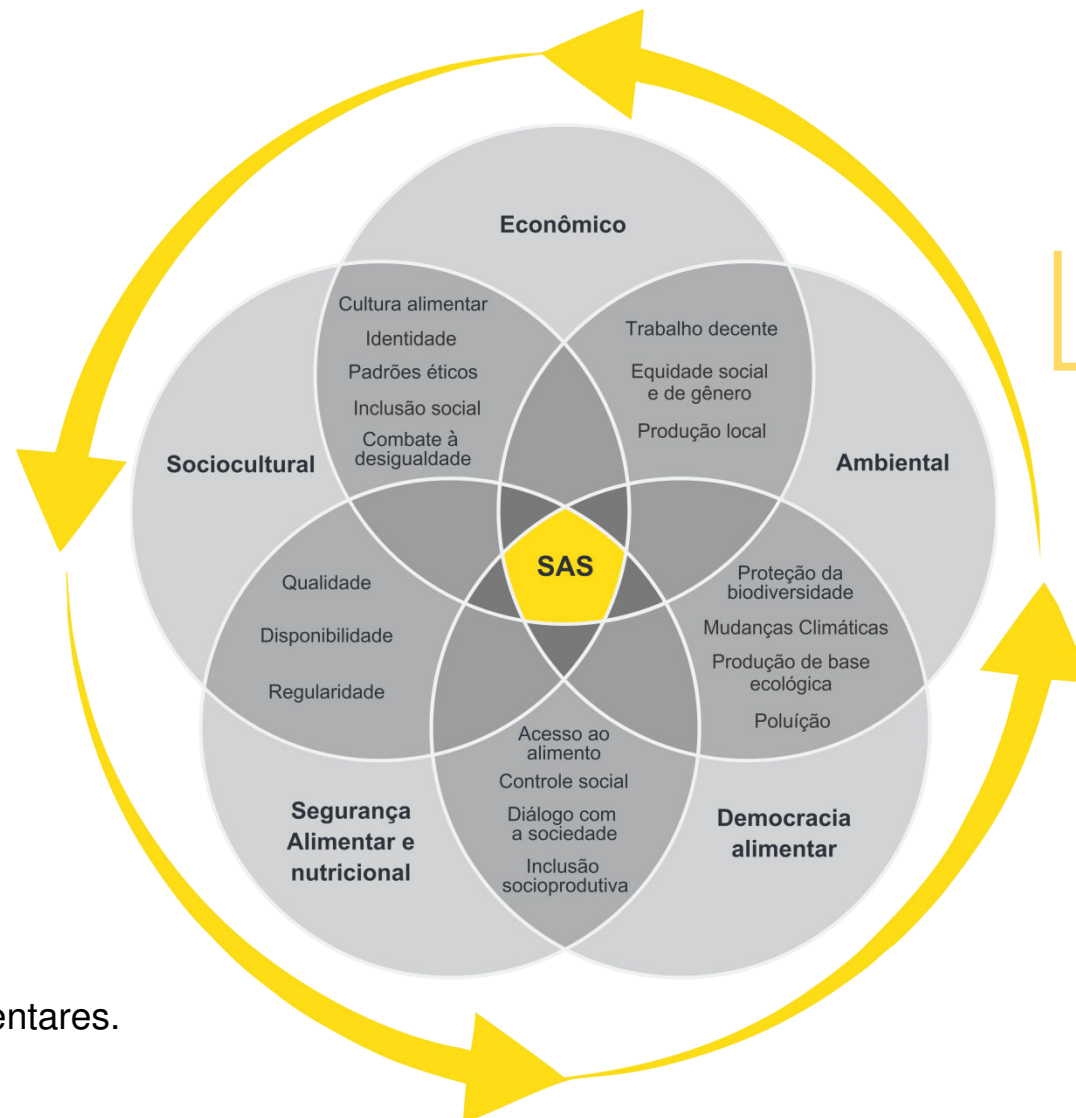 Econômico
Cultura alimentar
Identidade
Padrões éticos
Inclusão social
Combate à
desigualdade
Trabalho decente
Equidade social
e de gênero
Produção local
Sociocultural
Ambiental
SAS
Qualidade
Disponibilidade
Regularidade
Proteção da
biodiversidade
Mudanças Climáticas
Produção de base
ecológica
Poluíção
Acesso ao
alimento
Controle social
Diálogo com
a sociedade
Inclusão
socioprodutiva
Segurança
Alimentar e
nutricional
Democracia
alimentar
entares.